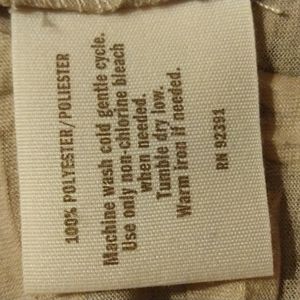 100% POLYESTER/POLIESTER
Machine wash cold gentle cycle.
Use only non-chlorine bleach
when needed.
Tumble dry low.
Warm iron if needed.
RN 92391